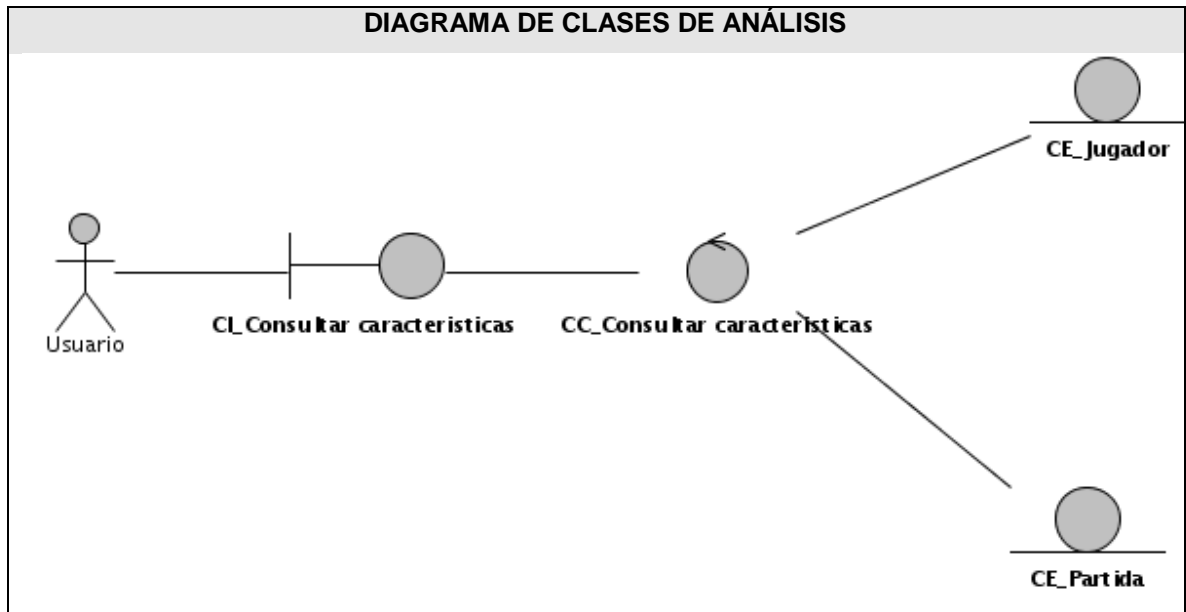 DIAGRAMA DE CLASES DE ANÁLISIS
CE_Jugador
CI_Consultar caracteristicas
CC_Consultar caracteristicas
Usuario
CE_Partida